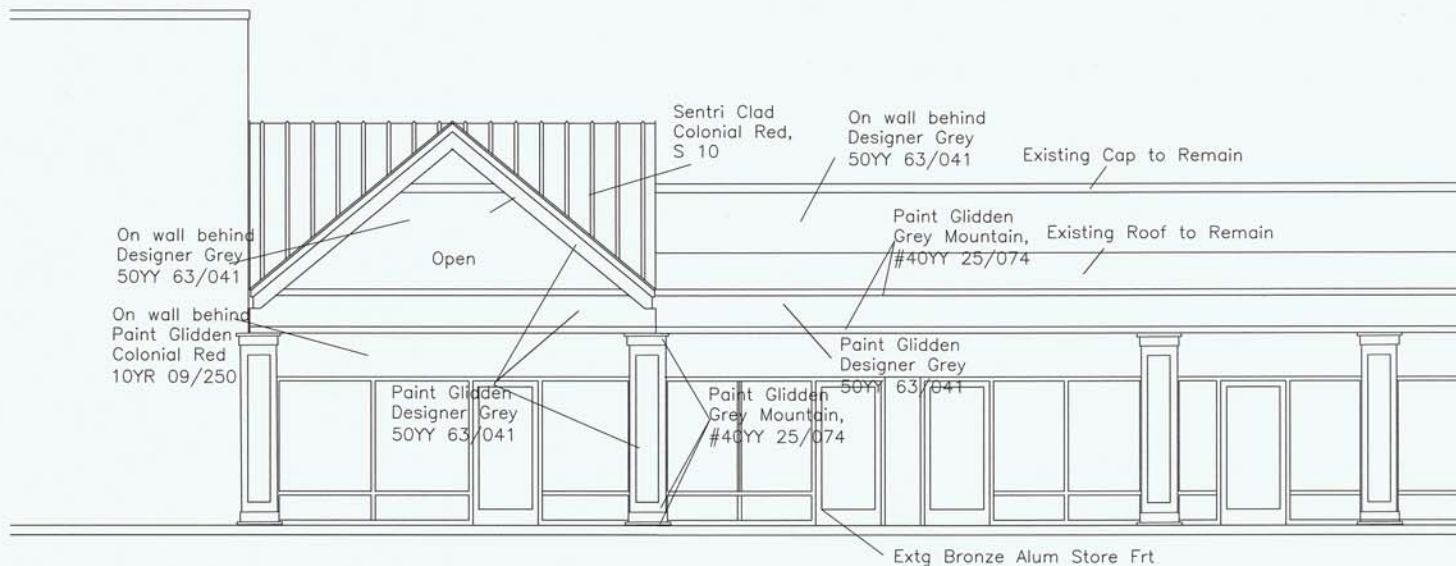 Sentri Clad
Colonial Red,
S 10
On wall behind
Designer Grey
50YY 63/041
Existing Cap to Remain
On wall behind
Designer Grey
50YY 63/041
Open
Paint Glidden
Grey Mountain,
#40YY 25/074
Existing Roof to Remain
On wall behind
Paint Glidden
Colonial Red
10YR 09/250
Paint Glidden
Designer Grey
50YY 63/041
Paint Glidden
Designer Grey
50YY 63/041
Paint Glidden
Grey Mountain,
#40YY 25/074
Extg Bronze Alum Store Frt